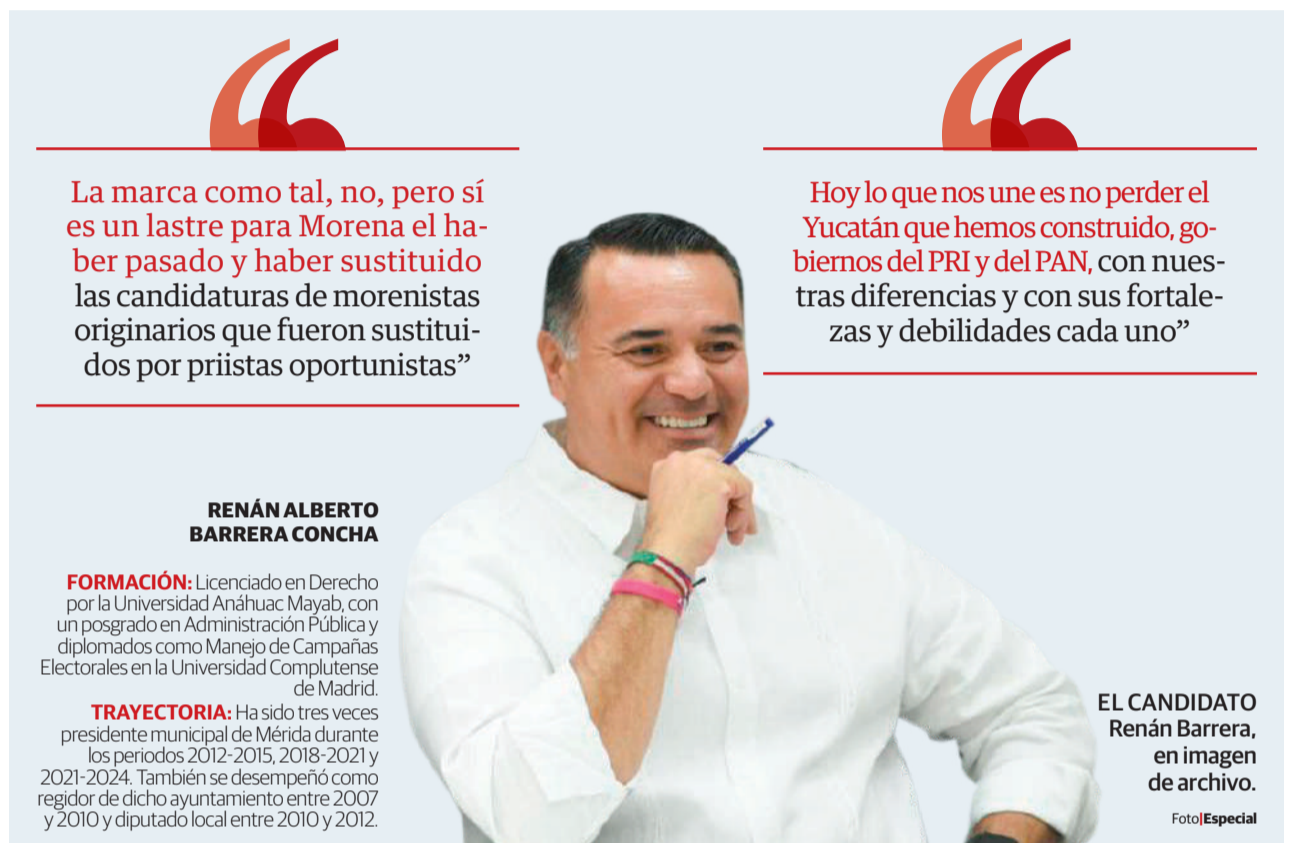 La marca como tal, no, pero sí
es un lastre para Morena el ha-
ber pasado y haber sustituido
las candidaturas de morenistas
originarios que fueron sustitui-
dos por priistas oportunistas”
Hoy lo que nos une es no perder el
Yucatán que hemos construido, go-
biernos del PRI y del PAN, con nues-
tras diferencias y con sus fortale-
zas y debilidades cada uno”
RENÁN ALBERTO
BARRERA CONCHA
FORMACIÓN: Licenciado en Derecho
por la Universidad Anáhuac Mayab, con
un posgrado en Administración Pública y
diplomados como Manejo de Campañas
Electorales en la Universidad Complutense
de Madrid.
TRAYECTORIA: Ha sido tres veces
presidente municipal de Mérida durante
los periodos 2012-2015, 2018-2021 y
2021-2024. También se desempeñó como
regidor de dicho ayuntamiento entre 2007
y 2010 y diputado local entre 2010 y 2012.
EL CANDIDATO
Renán Barrera,
en imagen
de archivo.
Foto|Especial